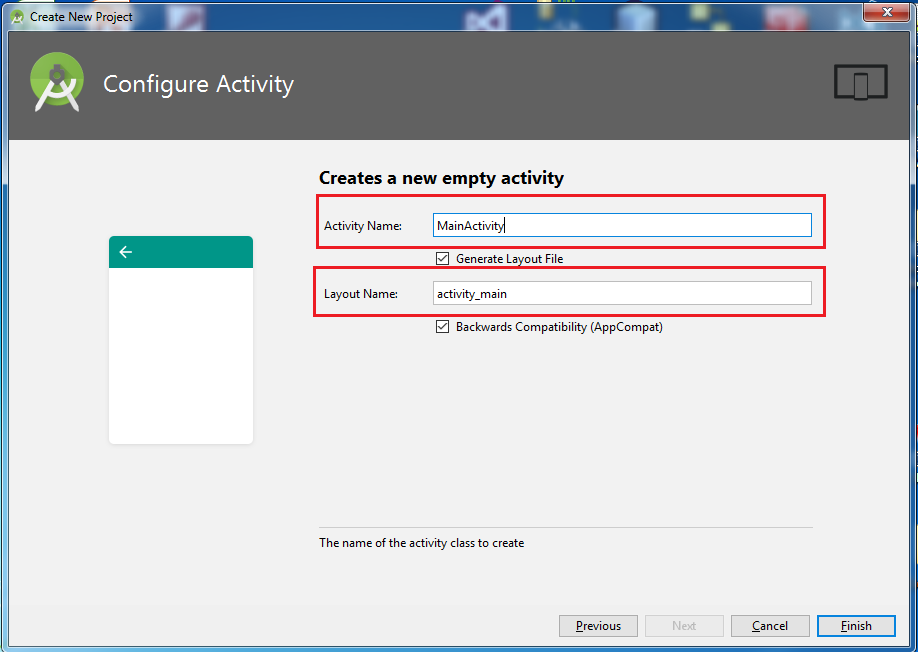 Create New Project
Configure Activity
Creates a new empty activity
Activity Name: MainActivity
Generate Layout File
Layout Name: activity_main
Backwards Compatibility (AppCompat)
The name of the activity class to create
Previous Next Cancel Finish